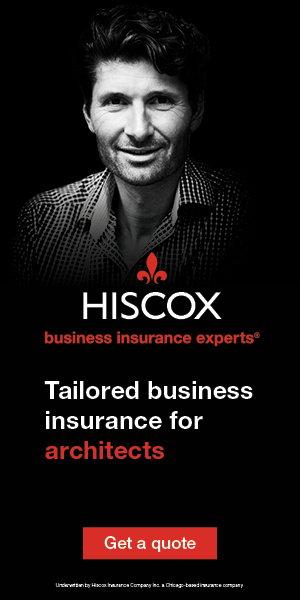 HISCOX
business insurance experts®
Tailored business
insurance for
architects
Get a quote
Underwritten by Hiscox Insurance Company Inc. a Chicago-based insurance company